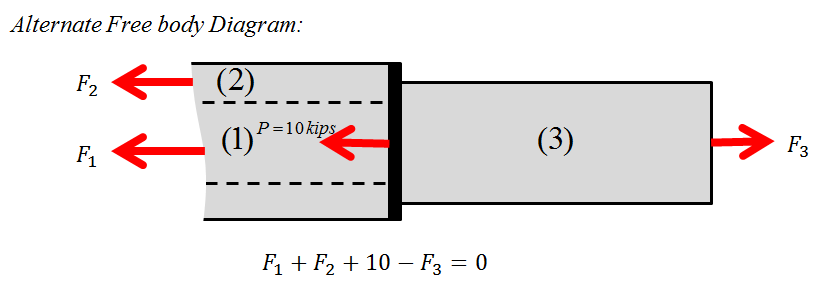 Alternate Free body Diagram:
F₂
(2)
F₁
(1)
P = 10 kips
(3)
F₃
F₁ + F₂ + 10 − F₃ = 0